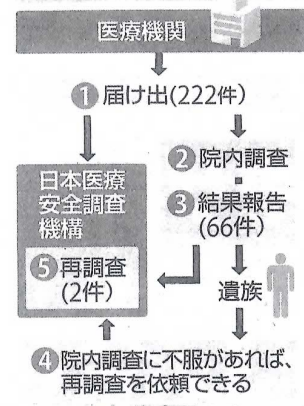 医療機関
❶届け出(222件)
❷院内調査
❸結果報告
(66件)
日本医療
安全調査
機構
❺再調査
(2件)
遺族
❹院内調査に不服があれば、
再調査を依頼できる